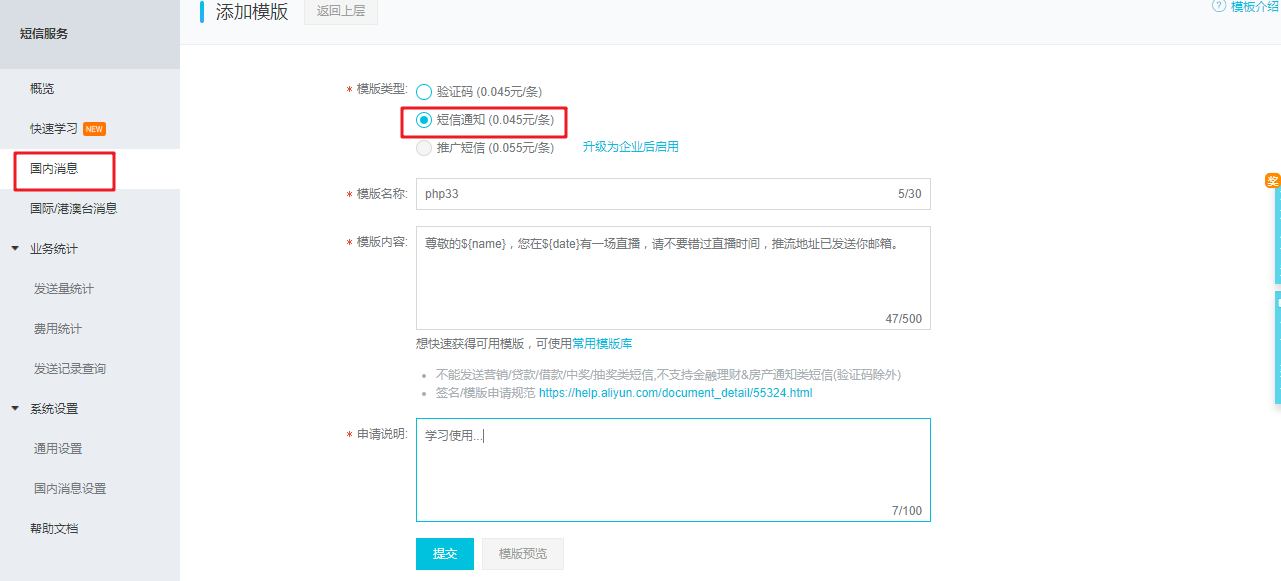 短信服务
概览
快速学习 NEW
国内消息
国际/港澳台消息
业务统计
发送量统计
费用统计
发送记录查询
系统设置
通用设置
国内消息设置
帮助文档
添加模版 返回上层
? 模板介绍
* 模版类型: 验证码 (0.045元/条)
短信通知 (0.045元/条)
推广短信 (0.055元/条) 升级为企业后启用
* 模版名称: php33 5/30
* 模版内容: 尊敬的${name}，您在${date}有一场直播，请不要错过直播时间，推流地址已发送你邮箱。
47/500
想快速获得可用模版，可使用常用模版库
不能发送营销/贷款/借款/中奖/抽奖类短信,不支持金融理财&房产通知类短信(验证码除外)
签名/模版申请规范 https://help.aliyun.com/document_detail/55324.html
* 申请说明: 学习使用...
7/100
提交 模版预览
奖